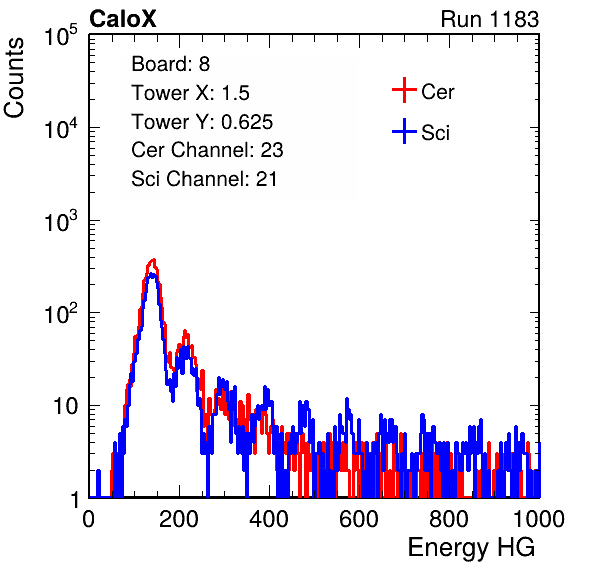 CaloX Run 1183
Counts
10^5
10^4
10^3
10^2
10
1
Board: 8
Tower X: 1.5
Tower Y: 0.625
Cer Channel: 23
Sci Channel: 21
Cer
Sci
0 200 400 600 800 1000
Energy HG